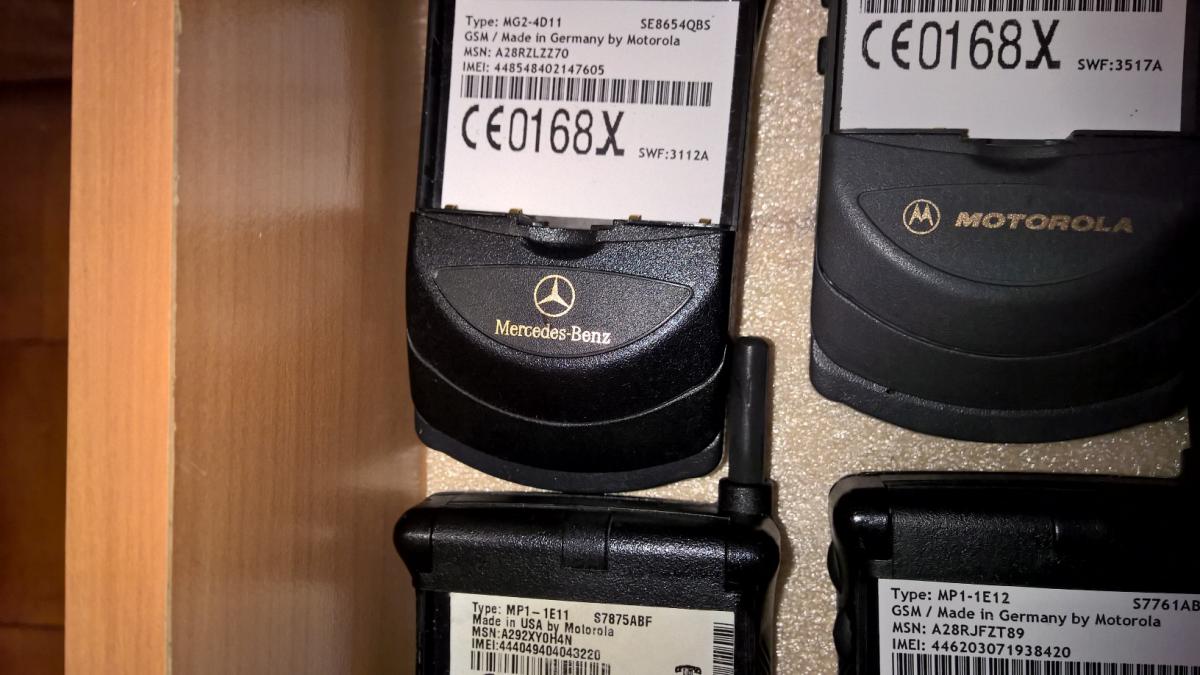 Type: MG2-4D11 SE8654QBS
GSM / Made in Germany by Motorola
MSN: A28RZLZZ70
IMEI: 448548402147605
CE0168X
SWF:3112A
Mercedes-Benz
CE0168X SWF:3517A
MOTOROLA
Type: MP1-1E11 S7875ABF
Made in USA by Motorola
MSN:A292XY0H4N
IMEI:444049404043220
Type: MP1-1E12 S7761AB
GSM / Made in Germany by Motorola
MSN: A28RJFZT89
IMEI: 446203071938420